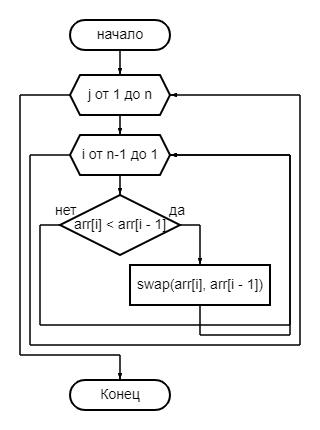 начало
j от 1 до n
i от n-1 до 1
нет
да
arr[i] < arr[i - 1]
swap(arr[i], arr[i - 1])
Конец